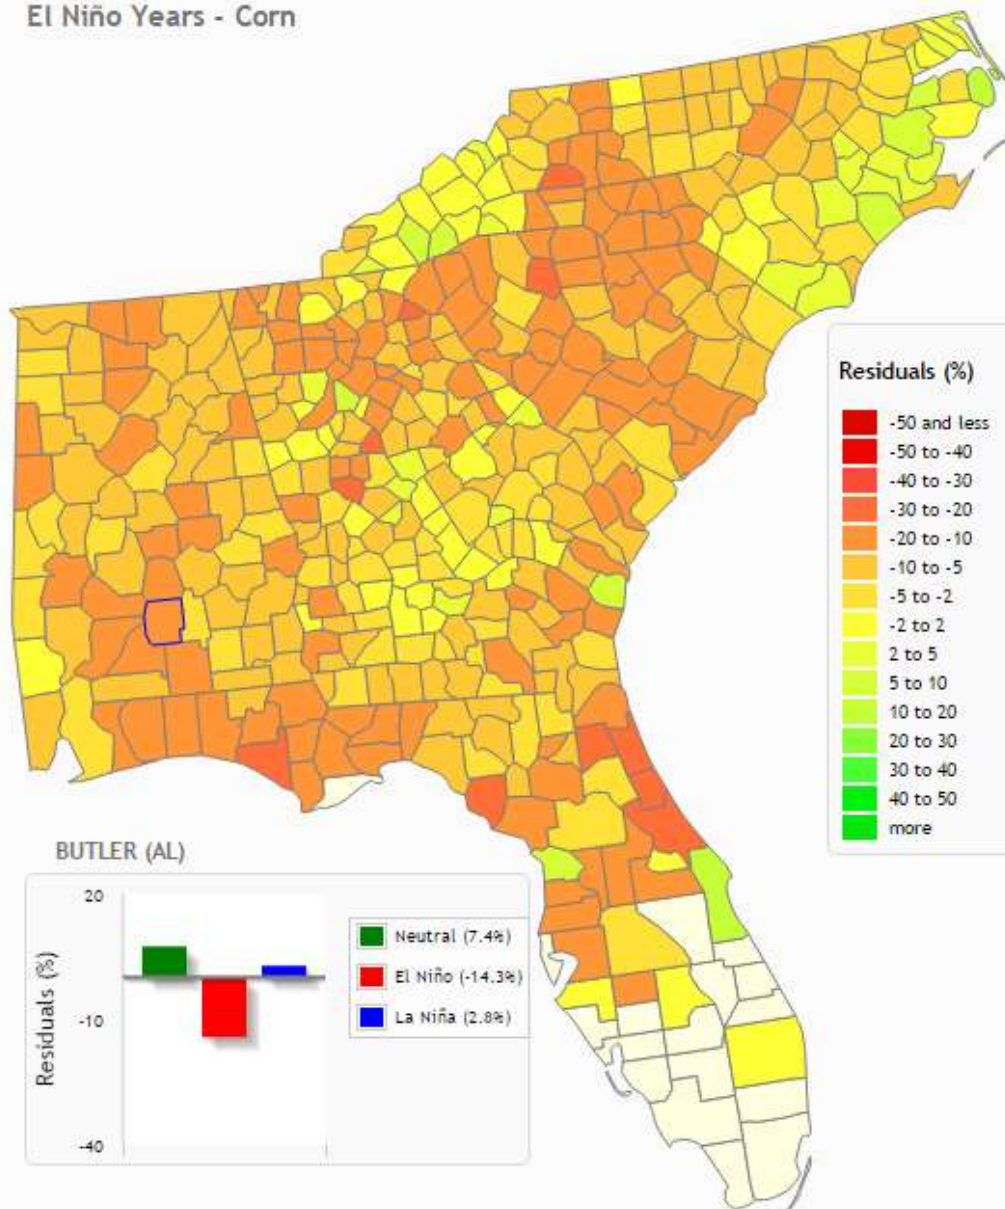 El Niño Years - Corn
Residuals (%)
-50 and less
-50 to -40
-40 to -30
-30 to -20
-20 to -10
-10 to -5
-5 to -2
-2 to 2
2 to 5
5 to 10
10 to 20
20 to 30
30 to 40
40 to 50
more
BUTLER (AL)
Residuals (%)
20
-10
-40
Neutral (7.4%)
El Niño (-14.3%)
La Niña (2.8%)